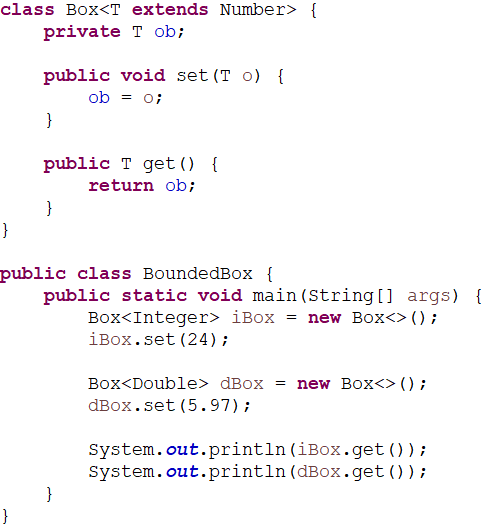 class Box<T extends Number> {
    private T ob;

    public void set(T o) {
        ob = o;
    }

    public T get() {
        return ob;
    }
}

public class BoundedBox {
    public static void main(String[] args) {
        Box<Integer> iBox = new Box<>();
        iBox.set(24);

        Box<Double> dBox = new Box<>();
        dBox.set(5.97);

        System.out.println(iBox.get());
        System.out.println(dBox.get());
    }
}